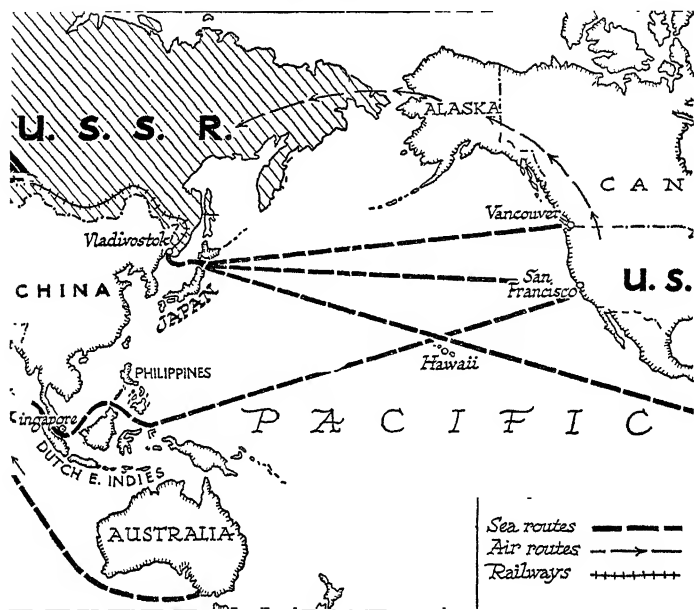 U. S. S. R.
ALASKA
CAN
Vancouver
Vladivostok
San
Francisco
U.S.
CHINA
JAPAN
Hawaii
PHILIPPINES
ingapore
PACIFIC
DUTCH E. INDIES
AUSTRALIA
Sea routes
Air routes
Railways